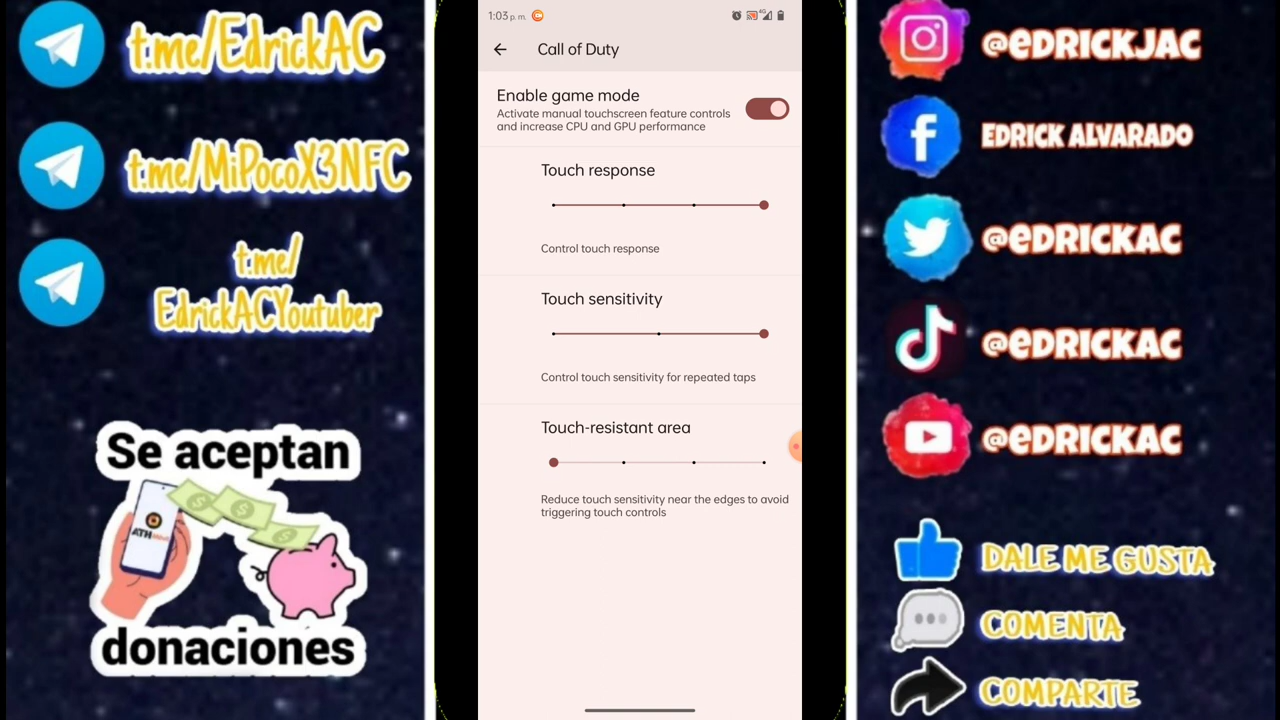 t.me/EdrickAC
t.me/MiPocoX3NFC
t.me/
EdrickACYoutuber
Se aceptan
ATH Móvil
donaciones
1:03 p. m.
4G
Call of Duty
Enable game mode
Activate manual touchscreen feature controls
and increase CPU and GPU performance
Touch response
Control touch response
Touch sensitivity
Control touch sensitivity for repeated taps
Touch-resistant area
Reduce touch sensitivity near the edges to avoid
triggering touch controls
@EDRICKJAC
EDRICK ALVARADO
@EDRICKAC
@EDRICKAC
@EDRICKAC
DALE ME GUSTA
COMENTA
COMPARTE